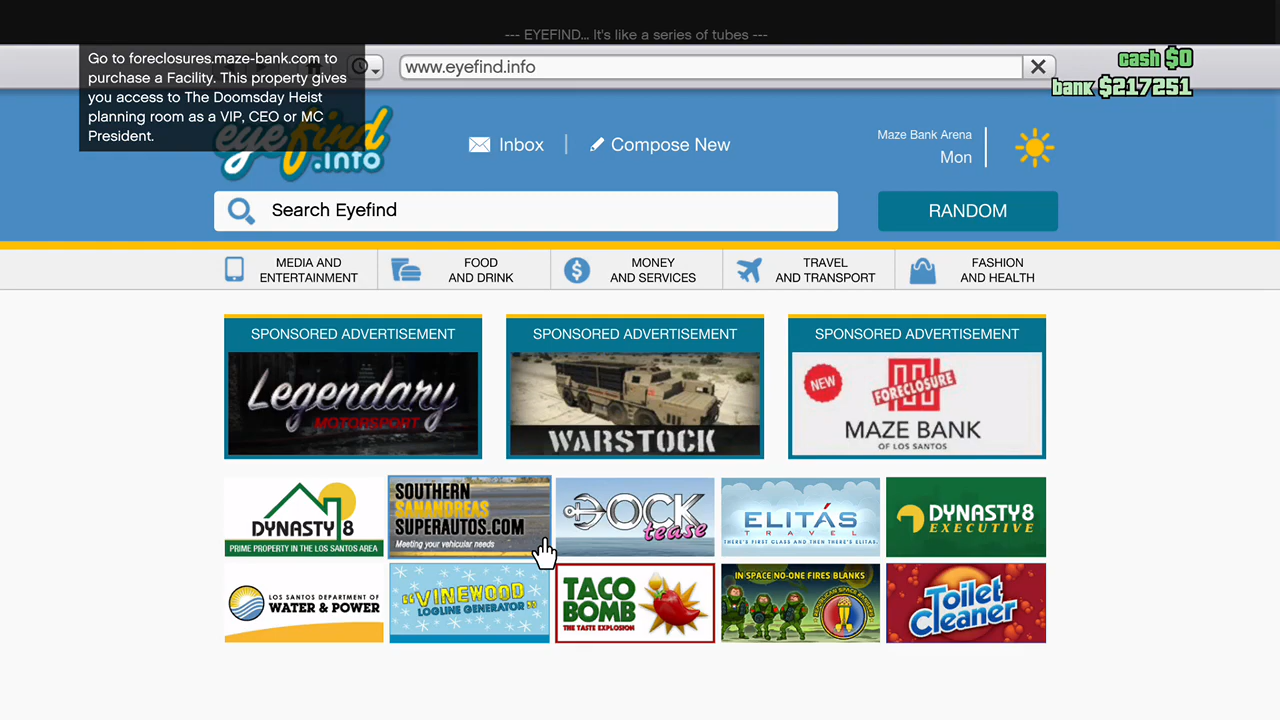 --- EYEFIND... It's like a series of tubes ---
Go to foreclosures.maze-bank.com to
purchase a Facility. This property gives
you access to The Doomsday Heist
planning room as a VIP, CEO or MC
President.
www.eyefind.info
cash $0
bank $217251
eyefind
.info
Inbox
Compose New
Maze Bank Arena
Mon
Search Eyefind
RANDOM
MEDIA AND
ENTERTAINMENT
FOOD
AND DRINK
MONEY
AND SERVICES
TRAVEL
AND TRANSPORT
FASHION
AND HEALTH
SPONSORED ADVERTISEMENT
Legendary
MOTORSPORT
SPONSORED ADVERTISEMENT
WARSTOCK
SPONSORED ADVERTISEMENT
NEW
FORECLOSURE
MAZE BANK
OF LOS SANTOS
DYNASTY 8
PRIME PROPERTY IN THE LOS SANTOS AREA
SOUTHERN
SANANDREAS
SUPERAUTOS.COM
Meeting your vehicular needs
DOCK
tease
ELITÁS
TRAVEL
THERE'S FIRST CLASS AND THEN THERE'S ELITAS.
DYNASTY8
EXECUTIVE
LOS SANTOS DEPARTMENT OF
WATER & POWER
"VINEWOOD
LOGLINE GENERATOR"
TACO
BOMB
THE TASTE EXPLOSION
IN SPACE NO-ONE FIRES BLANKS
REPUBLICAN SPACE RANGERS
Toilet
Cleaner